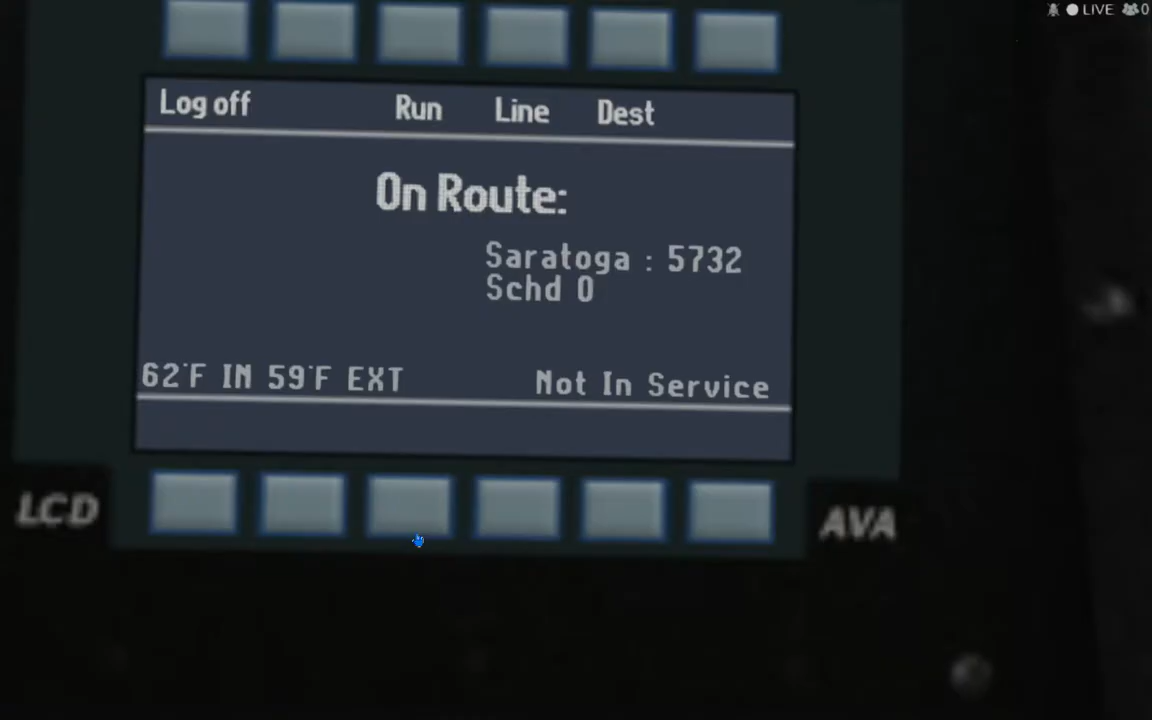 LIVE 0
Log off Run Line Dest
On Route:
Saratoga : 5732
Schd 0
62°F IN 59°F EXT Not In Service
LCD AVA